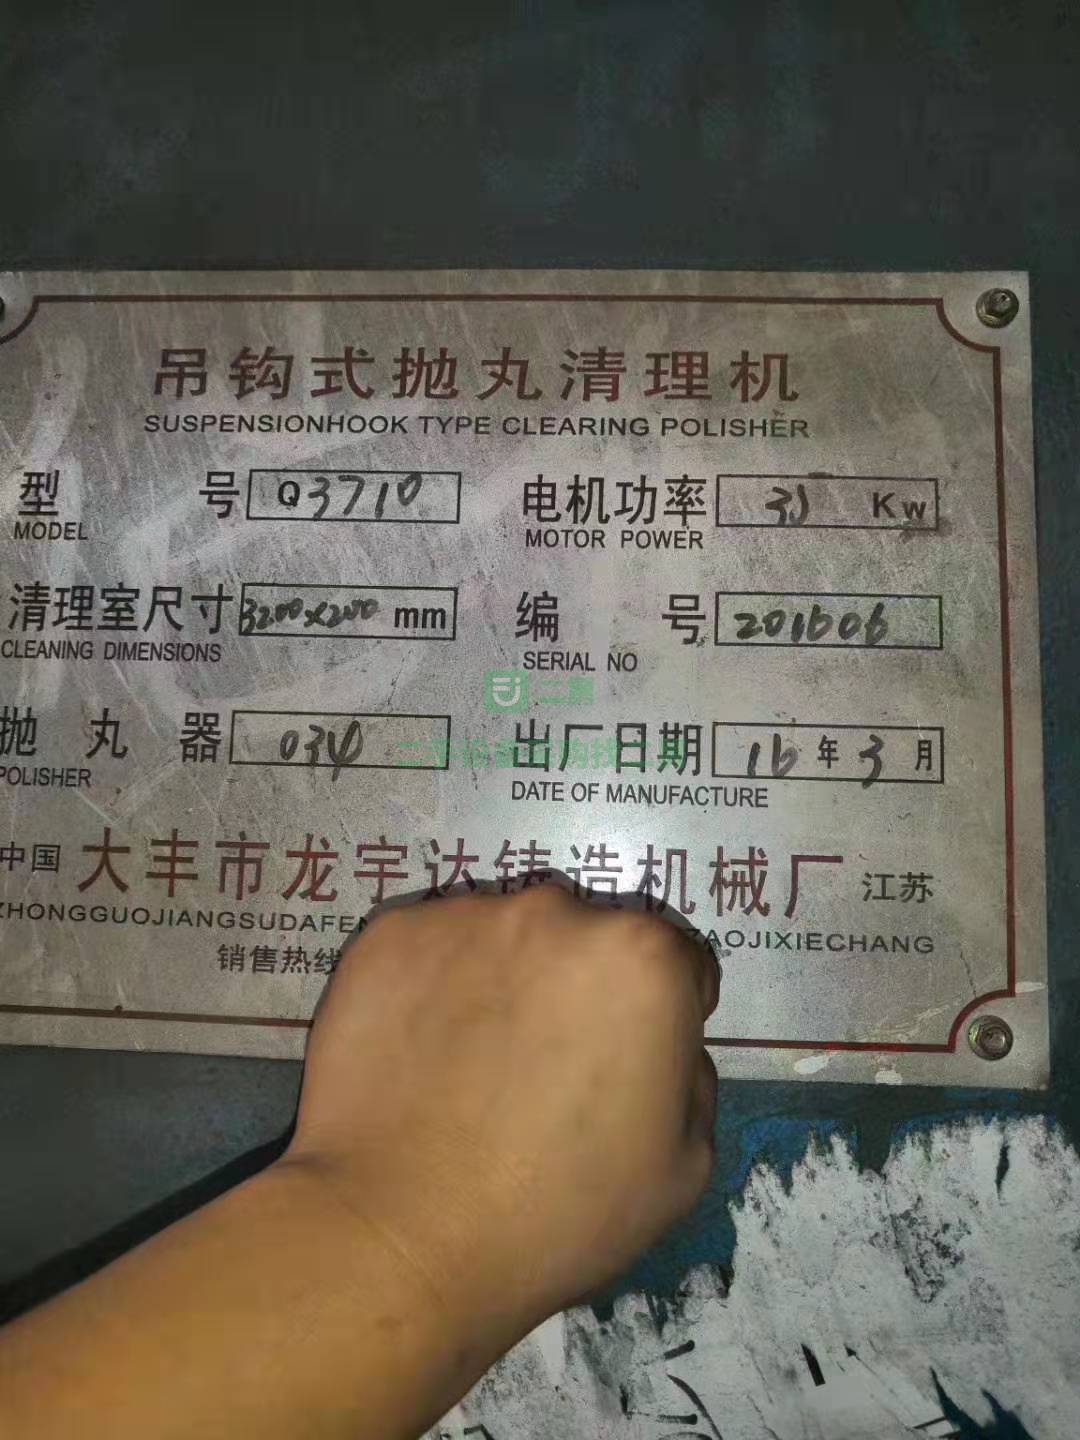 吊钩式抛丸清理机
SUSPENSIONHOOK TYPE CLEARING POLISHER
型 号 Q3710 电机功率 Kw
MODEL MOTOR POWER
清理室尺寸 3200x200 mm 编 号 201606
CLEANING DIMENSIONS SERIAL NO
抛 丸 器 034 出厂日期 16 年 3 月
POLISHER DATE OF MANUFACTURE
中国 大丰市龙宇达铸造机械厂 江苏
ZHONGGUOJIANGSUDAFEN ZAOJIXIECHANG
销售热线